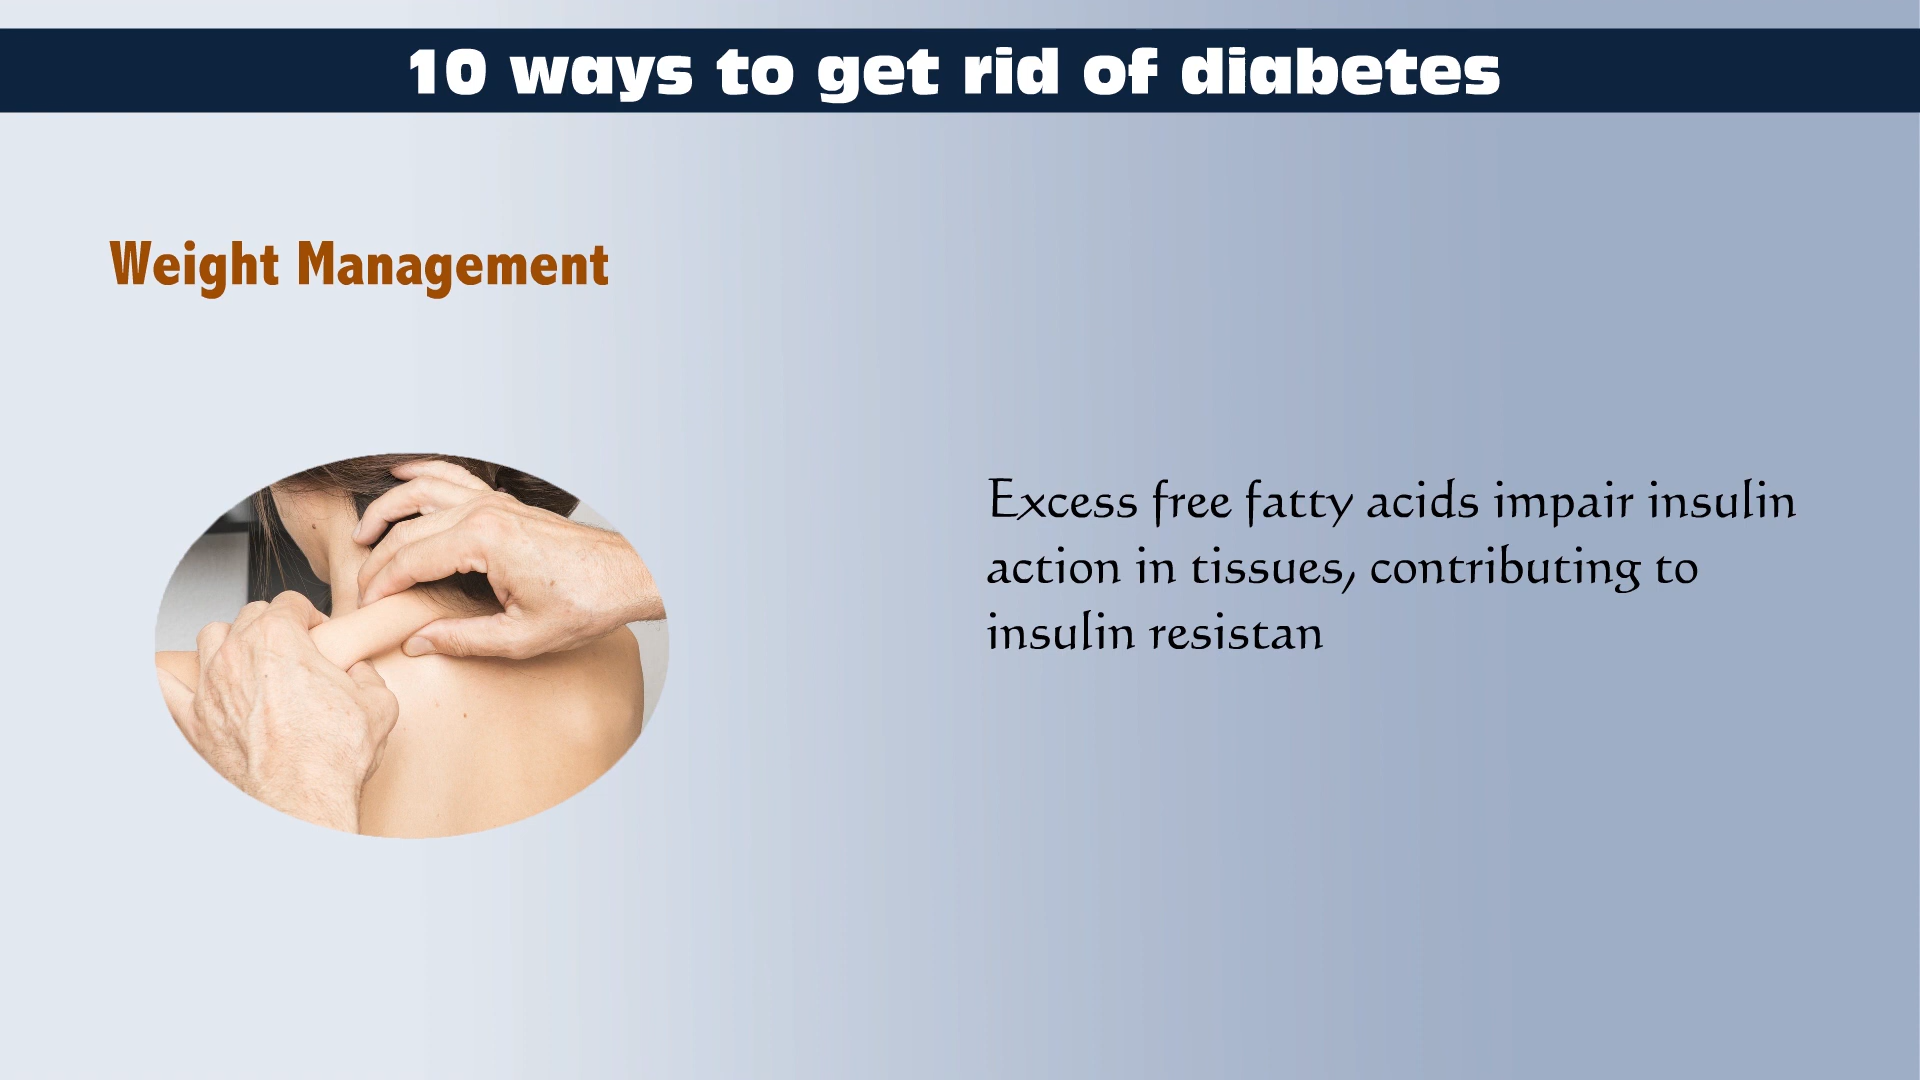 10 ways to get rid of diabetes
Weight Management
Excess free fatty acids impair insulin
action in tissues, contributing to
insulin resistan